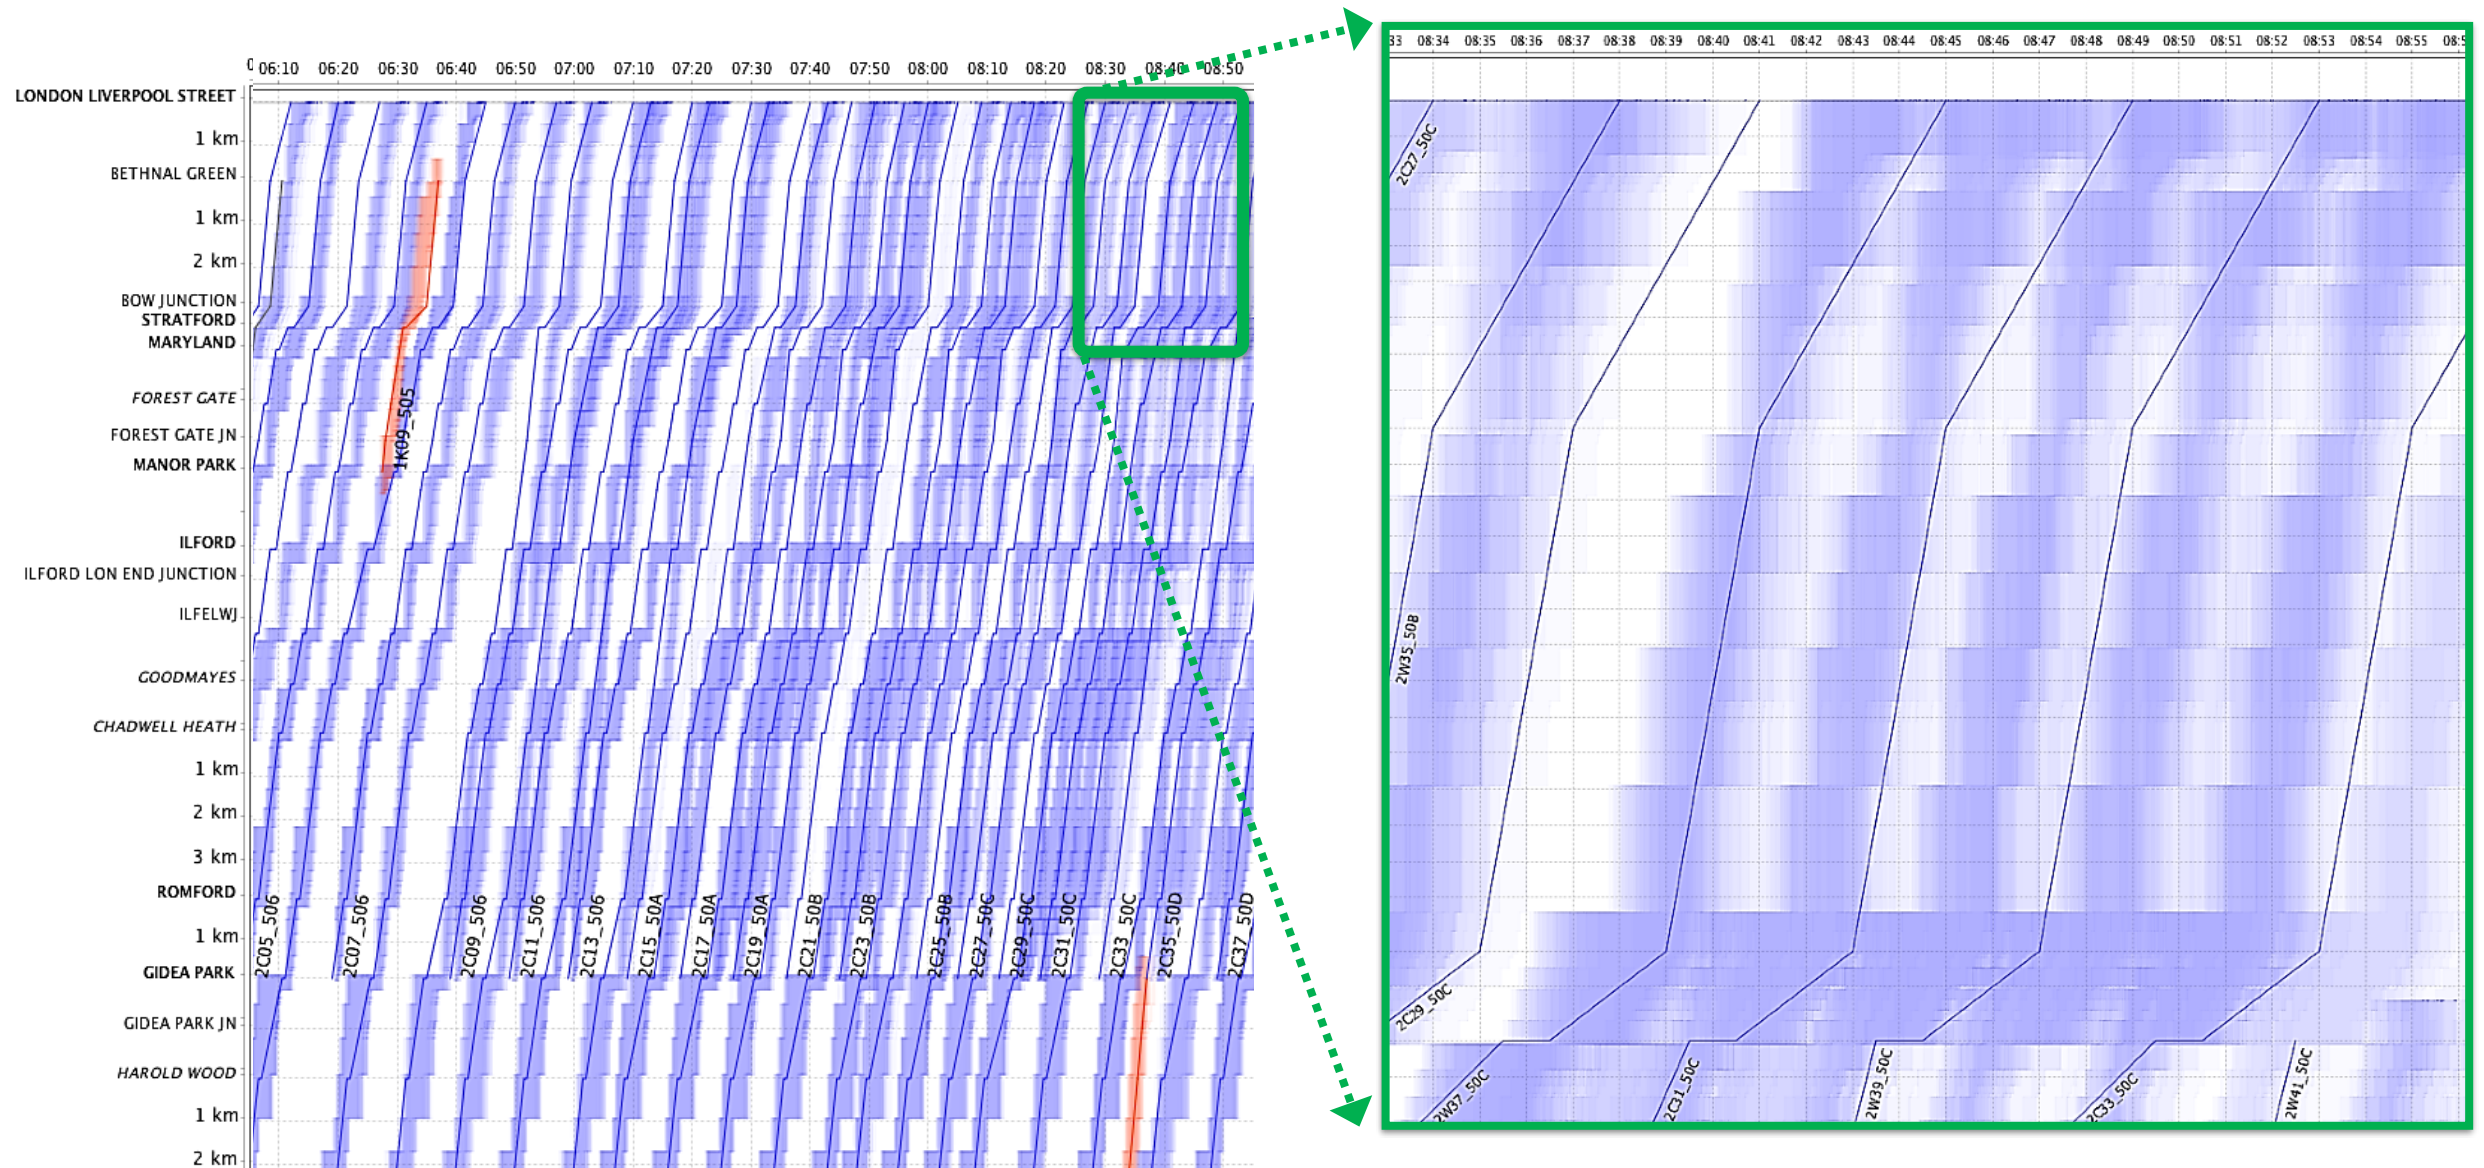 0 06:10 06:20 06:30 06:40 06:50 07:00 07:10 07:20 07:30 07:40 07:50 08:00 08:10 08:20 08:30 08:40 08:50
LONDON LIVERPOOL STREET
1 km
BETHNAL GREEN
1 km
2 km
BOW JUNCTION
STRATFORD
MARYLAND
FOREST GATE
FOREST GATE JN
MANOR PARK
ILFORD
ILFORD LON END JUNCTION
ILFELWJ
GOODMAYES
CHADWELL HEATH
1 km
2 km
3 km
ROMFORD
1 km
GIDEA PARK
GIDEA PARK JN
HAROLD WOOD
1 km
2 km
1K09_505
2C05_506
2C07_506
2C09_506
2C11_506
2C13_506
2C15_50A
2C17_50A
2C19_50A
2C21_50B
2C23_50B
2C25_50B
2C27_50C
2C29_50C
2C31_50C
2C33_50C
2C35_50D
2C37_50D
33 08:34 08:35 08:36 08:37 08:38 08:39 08:40 08:41 08:42 08:43 08:44 08:45 08:46 08:47 08:48 08:49 08:50 08:51 08:52 08:53 08:54 08:55 08:5
2C27_50C
2W35_50B
2C29_50C
2W37_50C
2C31_50C
2W39_50C
2C33_50C
2W41_50C